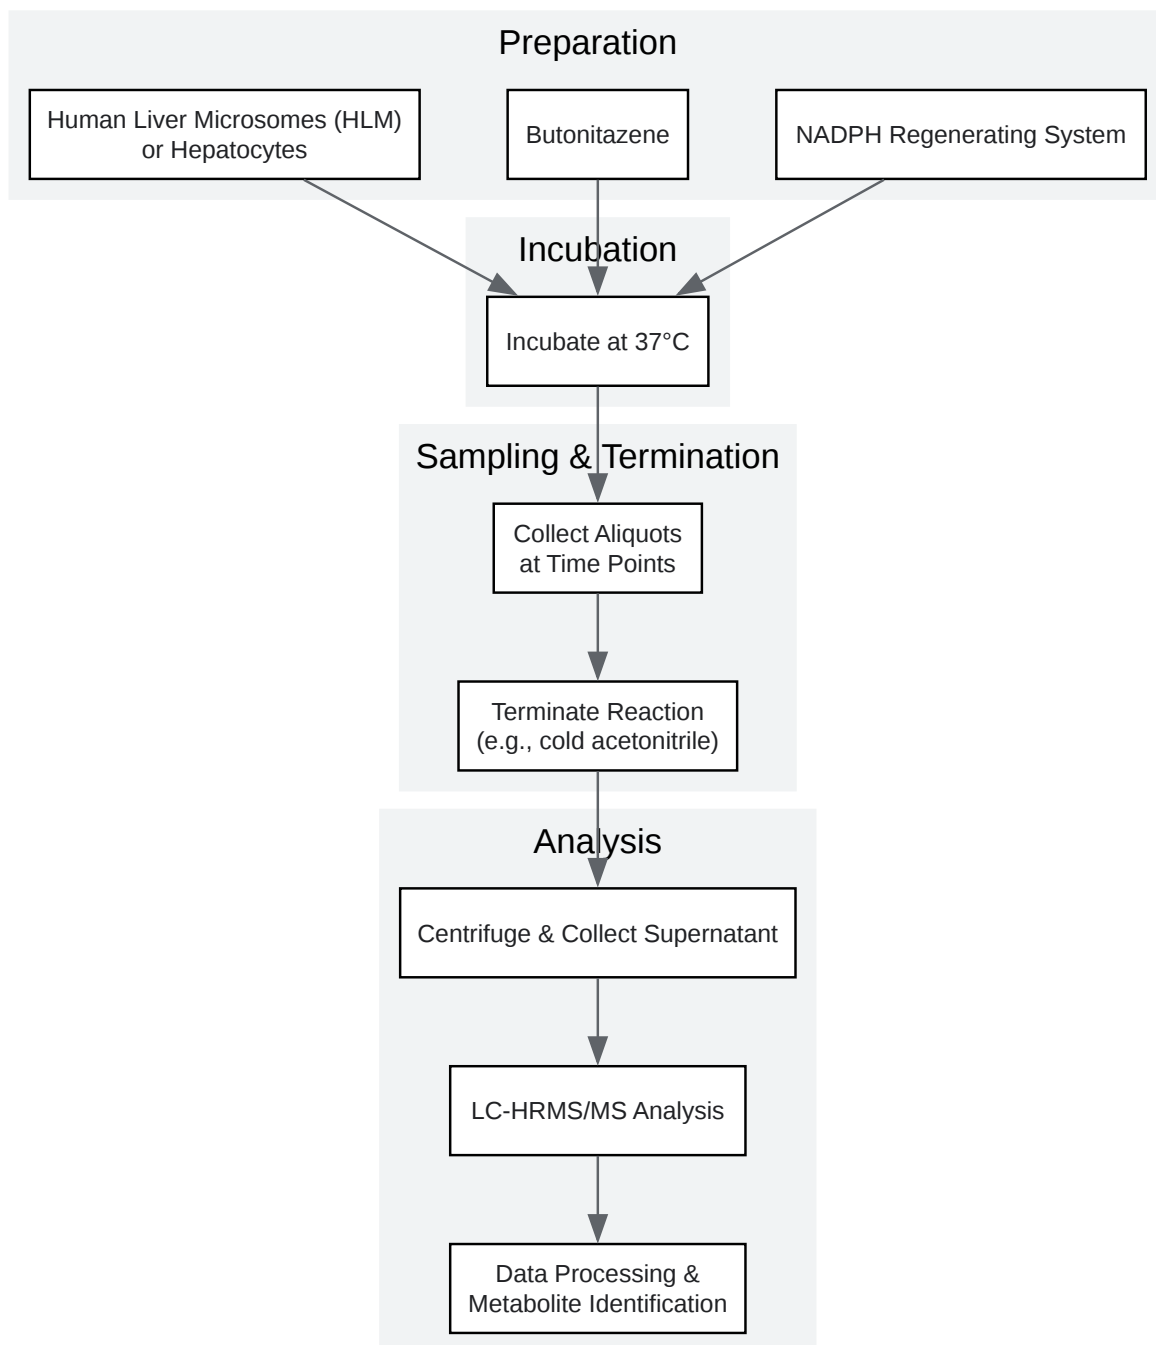 Preparation
Human Liver Microsomes (HLM)
or Hepatocytes
Butonitazene
NADPH Regenerating System
Incubation
Incubate at 37°C
Sampling & Termination
Collect Aliquots
at Time Points
Terminate Reaction
(e.g., cold acetonitrile)
Analysis
Centrifuge & Collect Supernatant
LC-HRMS/MS Analysis
Data Processing &
Metabolite Identification